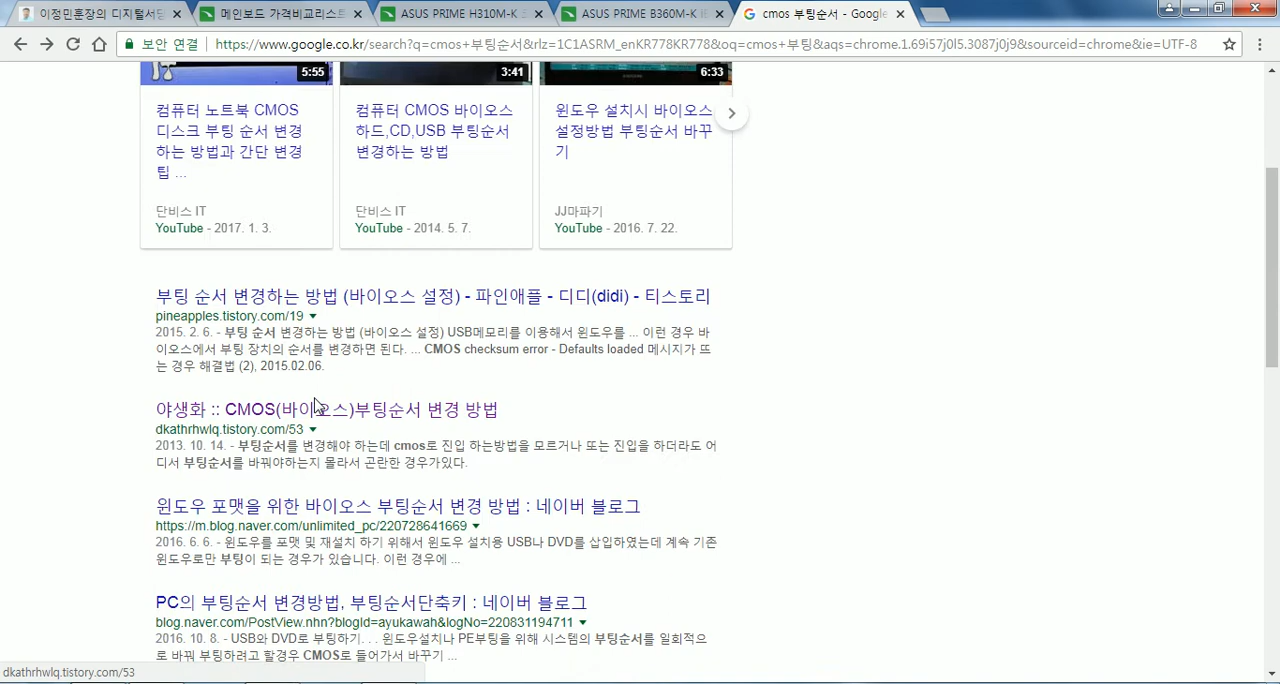 이정민훈장의 디지털서당
메인보드 가격비교리스트
ASUS PRIME H310M-K
ASUS PRIME B360M-K
cmos 부팅순서 - Google
보안 연결 https://www.google.co.kr/search?q=cmos+부팅순서&rlz=1C1ASRM_enKR778KR778&oq=cmos+부팅&aqs=chrome.1.69i57j0l5.3087j0j9&sourceid=chrome&ie=UTF-8
5:55
3:41
6:33
컴퓨터 노트북 CMOS
디스크 부팅 순서 변경
하는 방법과 간단 변경
팁 ...
단비스 IT
YouTube - 2017. 1. 3.
컴퓨터 CMOS 바이오스
하드,CD,USB 부팅순서
변경하는 방법
단비스 IT
YouTube - 2014. 5. 7.
윈도우 설치시 바이오스
설정방법 부팅순서 바꾸
기
JJ마파기
YouTube - 2016. 7. 22.
부팅 순서 변경하는 방법 (바이오스 설정) - 파인애플 - 디디(didi) - 티스토리
pineapples.tistory.com/19
2015. 2. 6. - 부팅 순서 변경하는 방법 (바이오스 설정) USB메모리를 이용해서 윈도우를 ... 이런 경우 바
이오스에서 부팅 장치의 순서를 변경하면 된다. ... CMOS checksum error - Defaults loaded 메시지가 뜨
는 경우 해결법 (2), 2015.02.06.
야생화 :: CMOS(바이오스)부팅순서 변경 방법
dkathrhwlq.tistory.com/53
2013. 10. 14. - 부팅순서를 변경해야 하는데 cmos로 진입 하는방법을 모르거나 또는 진입을 하더라도 어
디서 부팅순서를 바꿔야하는지 몰라서 곤란한 경우가있다.
윈도우 포맷을 위한 바이오스 부팅순서 변경 방법 : 네이버 블로그
https://m.blog.naver.com/unlimited_pc/220728641669
2016. 6. 6. - 윈도우를 포맷 및 재설치 하기 위해서 윈도우 설치용 USB나 DVD를 삽입하였는데 계속 기존
윈도우로만 부팅이 되는 경우가 있습니다. 이런 경우에 ...
PC의 부팅순서 변경방법, 부팅순서단축키 : 네이버 블로그
blog.naver.com/PostView.nhn?blogId=ayukawah&logNo=220831194711
2016. 10. 8. - USB와 DVD로 부팅하기. . . 윈도우설치나 PE부팅을 위해 시스템의 부팅순서를 일회적으
로 바꿔 부팅하려고 할경우 CMOS로 들어가서 바꾸기 ...
dkathrhwlq.tistory.com/53